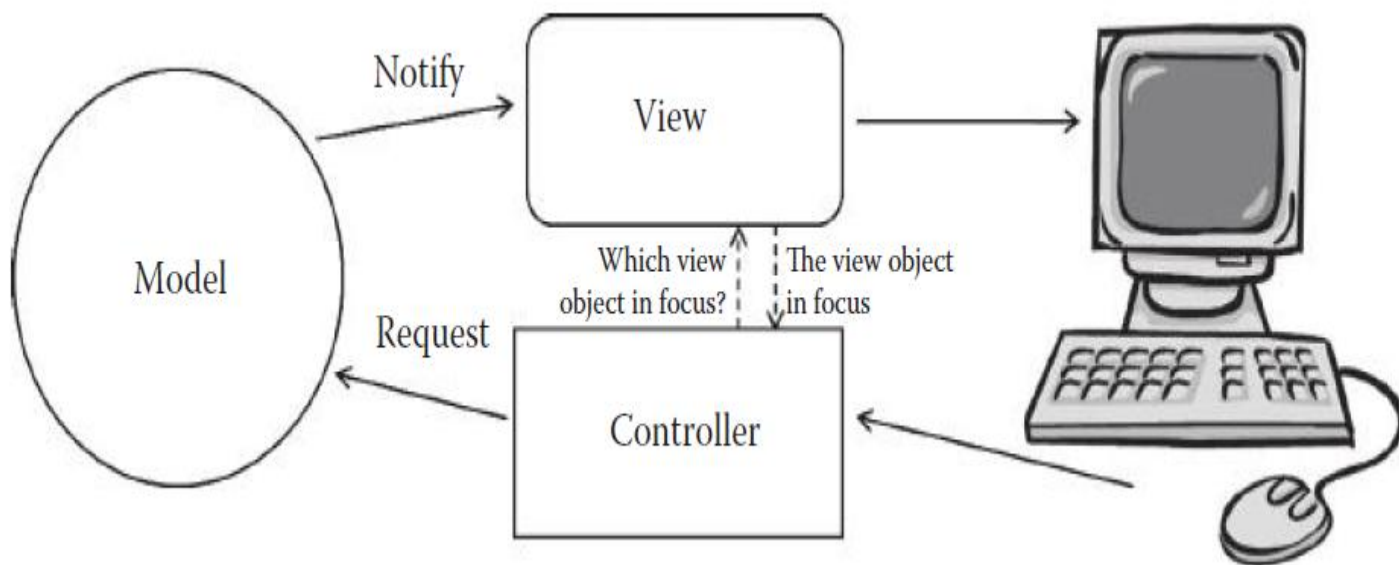 Notify
View
Model
Which view
object in focus?
The view object
in focus
Request
Controller